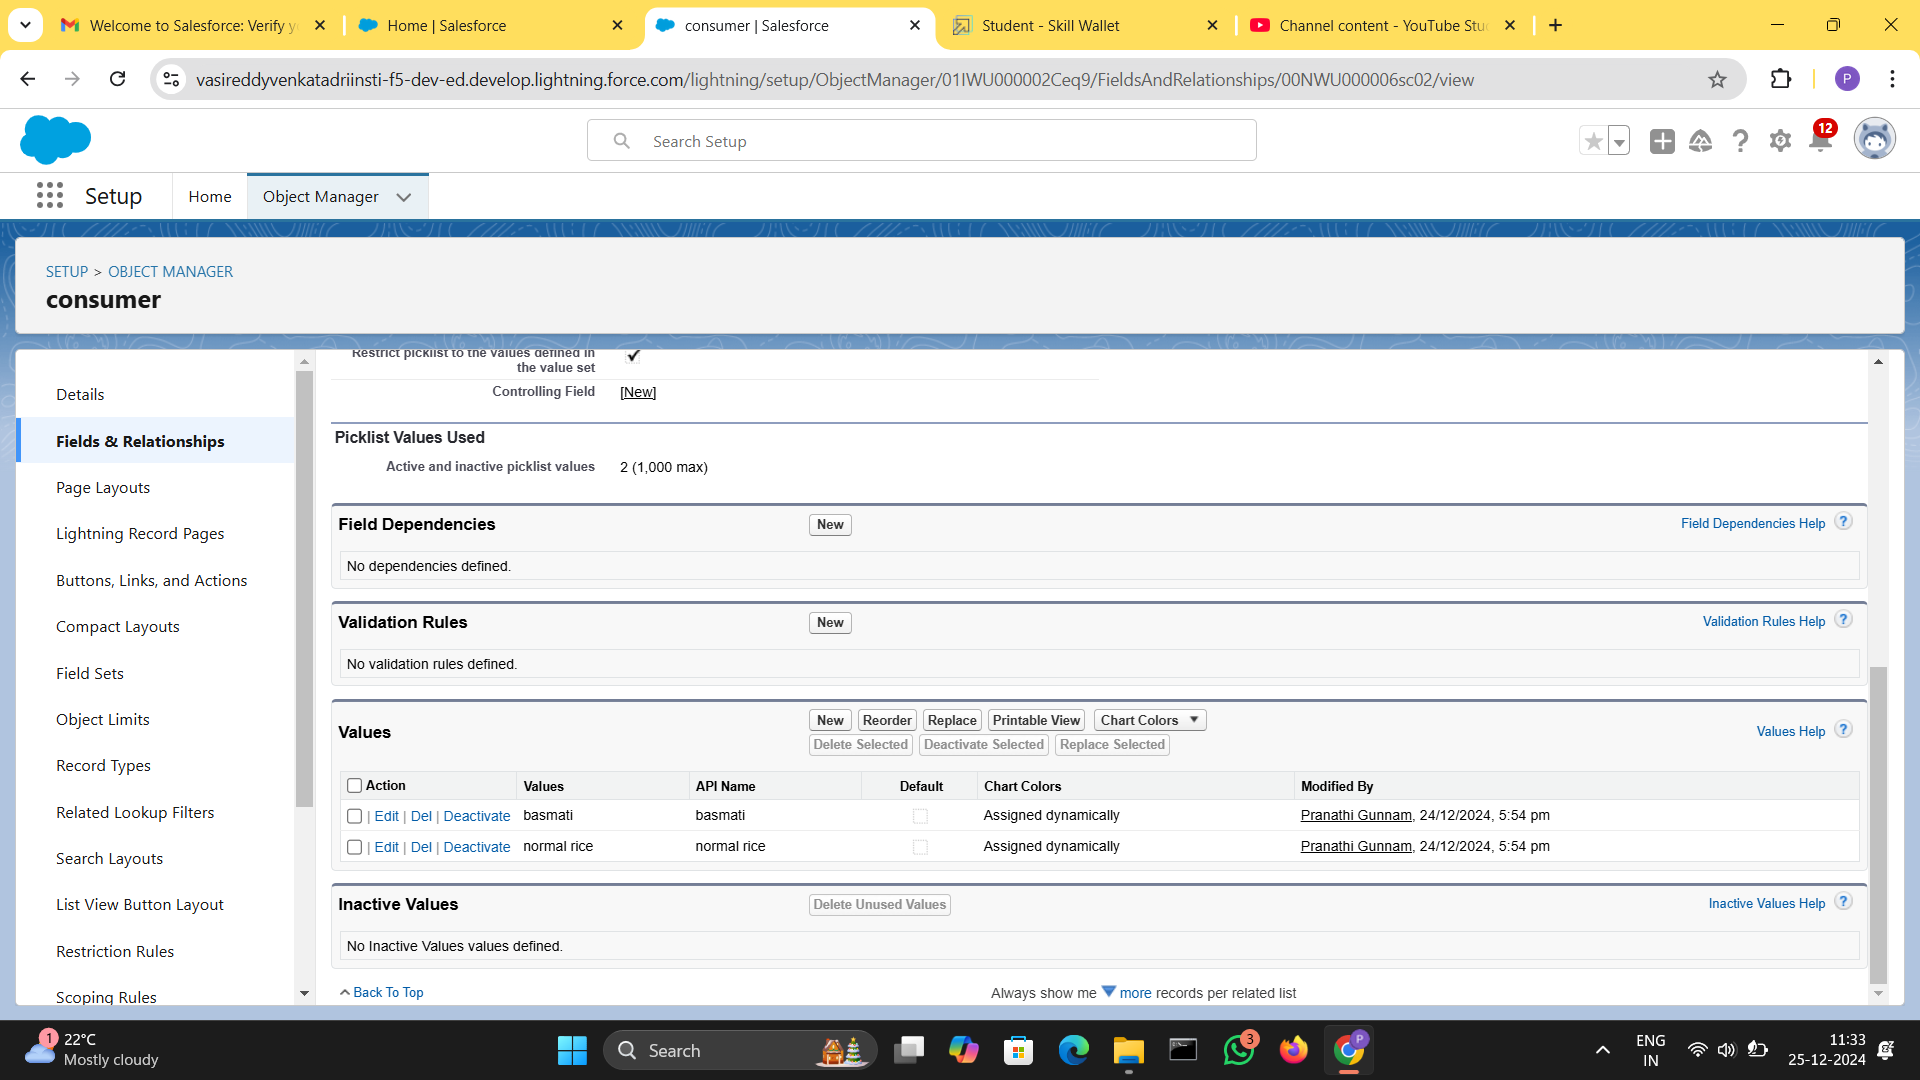 Welcome to Salesforce: Verify y
Home | Salesforce
consumer | Salesforce
Student - Skill Wallet
Channel content - YouTube Stu
vasireddyvenkatadriinsti-f5-dev-ed.develop.lightning.force.com/lightning/setup/ObjectManager/01IWU000002Ceq9/FieldsAndRelationships/00NWU000006sc02/view
P
Search Setup
12
Setup
Home
Object Manager
SETUP > OBJECT MANAGER
consumer
Details
Fields & Relationships
Page Layouts
Lightning Record Pages
Buttons, Links, and Actions
Compact Layouts
Field Sets
Object Limits
Record Types
Related Lookup Filters
Search Layouts
List View Button Layout
Restriction Rules
Scoping Rules
Restrict picklist to the values defined in
the value set
Controlling Field [New]
Picklist Values Used
Active and inactive picklist values 2 (1,000 max)
Field Dependencies New Field Dependencies Help ?
No dependencies defined.
Validation Rules New Validation Rules Help ?
No validation rules defined.
Values New Reorder Replace Printable View Chart Colors Values Help ?
Delete Selected Deactivate Selected Replace Selected
Action Values API Name Default Chart Colors Modified By
| Edit | Del | Deactivate basmati basmati Assigned dynamically Pranathi Gunnam, 24/12/2024, 5:54 pm
| Edit | Del | Deactivate normal rice normal rice Assigned dynamically Pranathi Gunnam, 24/12/2024, 5:54 pm
Inactive Values Delete Unused Values Inactive Values Help ?
No Inactive Values values defined.
Back To Top Always show me more records per related list
1
22°C
Mostly cloudy
Search
3
P
ENG
IN
11:33
25-12-2024